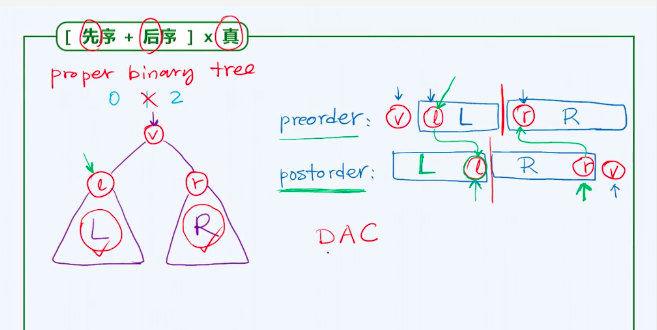 [ 先序 + 后序 ] x 真
proper binary tree
0 1 2
v
l r
L R
preorder: v l L r R
postorder: L l R r v
DAC